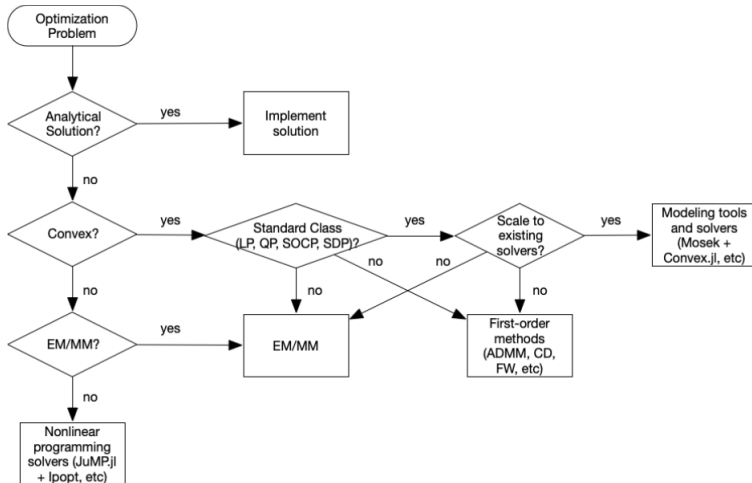 Optimization
Problem
Analytical
Solution?
yes
Implement
solution
no
Convex?
yes
Standard Class
(LP, QP, SOCP, SDP)?
yes
Scale to
existing
solvers?
yes
Modeling tools
and solvers
(Mosek +
Convex.jl, etc)
no
no
no
no
no
EM/MM?
yes
EM/MM
First-order
methods
(ADMM, CD,
FW, etc)
no
Nonlinear
programming
solvers (JuMP.jl
+ Ipopt, etc)